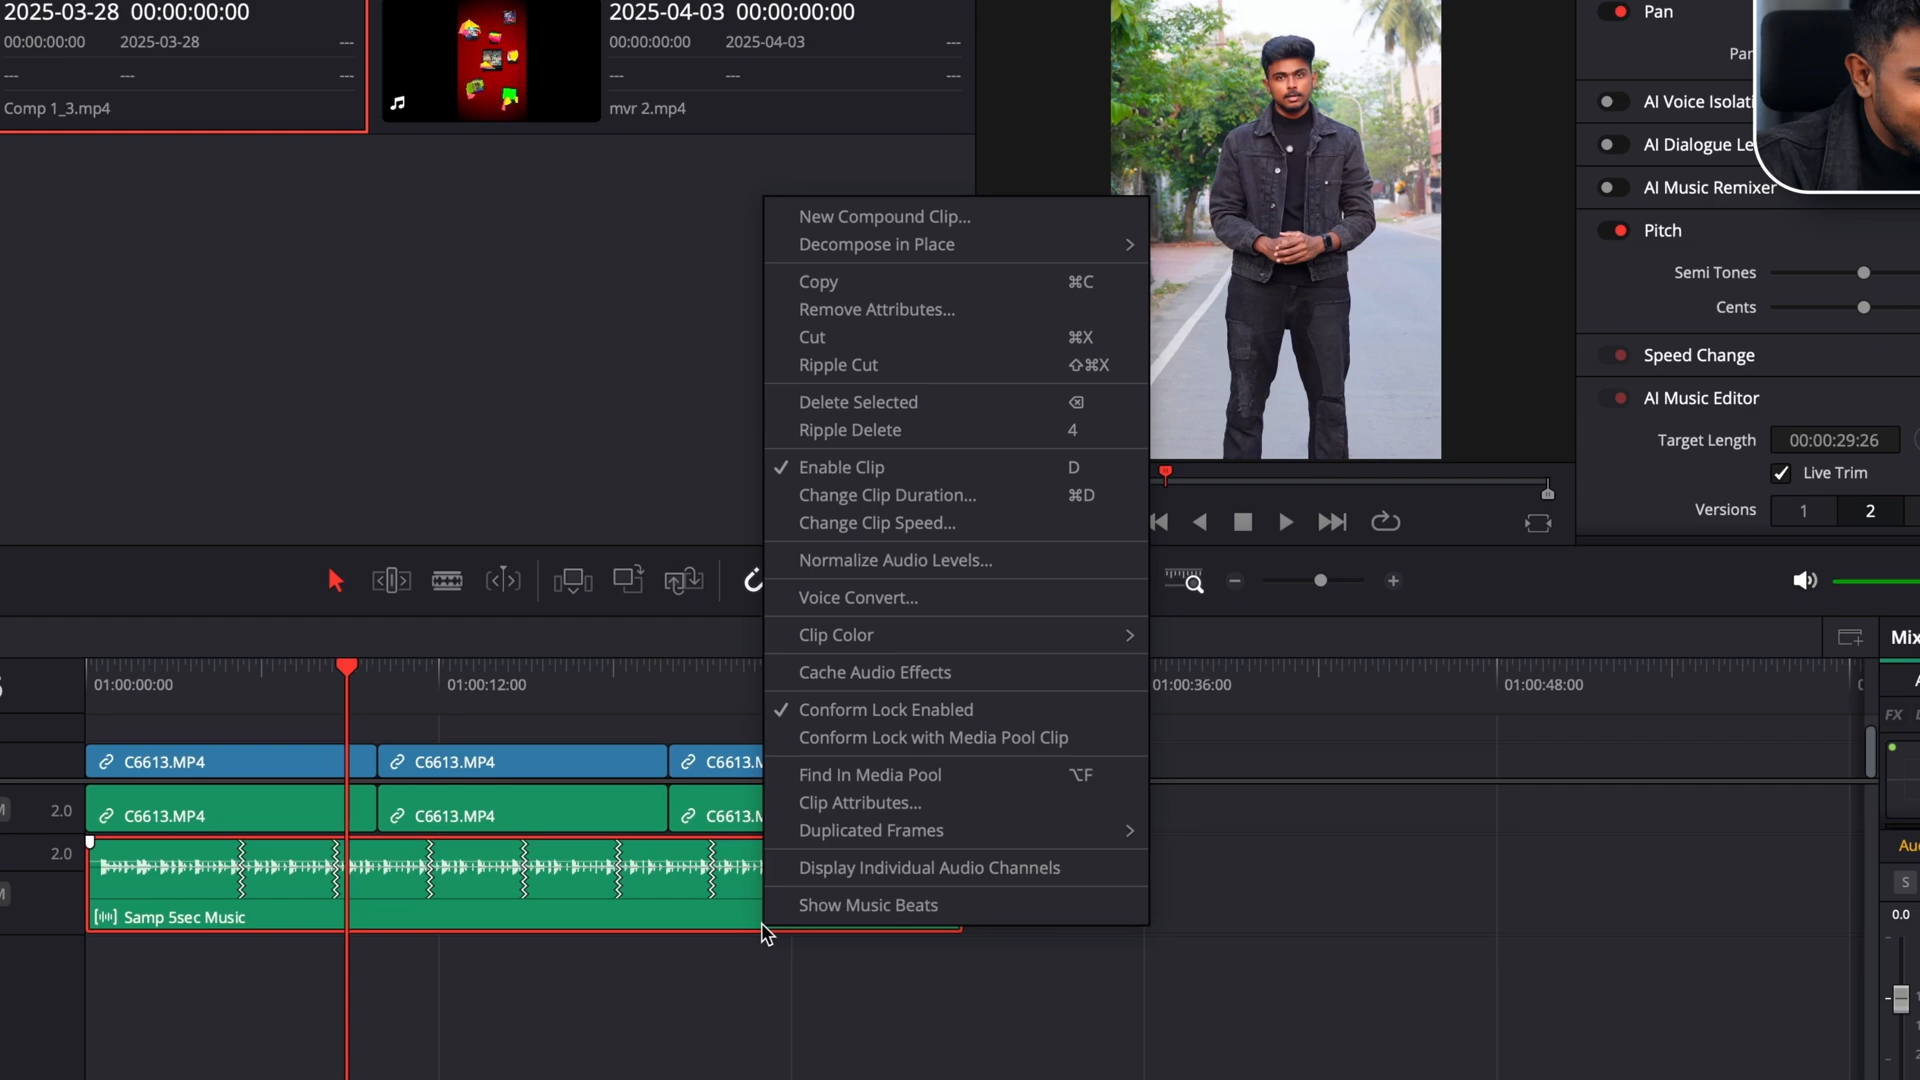 2025-03-28 00:00:00:00
00:00:00:00 2025-03-28 ---
--- --- ---
Comp 1_3.mp4
2025-04-03 00:00:00:00
00:00:00:00 2025-04-03 ---
--- --- ---
mvr 2.mp4
Pan
AI Voice Isolati
AI Dialogue Le
AI Music Remixer
Pitch
Semi Tones
Cents
Speed Change
AI Music Editor
Target Length 00:00:29:26
Live Trim
Versions 1 2
New Compound Clip...
Decompose in Place
Copy ⌘C
Remove Attributes...
Cut ⌘X
Ripple Cut ⇧⌘X
Delete Selected ⌫
Ripple Delete 4
Enable Clip D
Change Clip Duration... ⌘D
Change Clip Speed...
Normalize Audio Levels...
Voice Convert...
Clip Color
Cache Audio Effects
Conform Lock Enabled
Conform Lock with Media Pool Clip
Find In Media Pool ⌥F
Clip Attributes...
Duplicated Frames
Display Individual Audio Channels
Show Music Beats
Mix
01:00:00:00 01:00:12:00 01:00:36:00 01:00:48:00
FX
C6613.MP4 C6613.MP4 C6613.M
M 2.0 C6613.MP4 C6613.MP4 C6613.M
2.0
M
Samp 5sec Music
Au
S
0.0